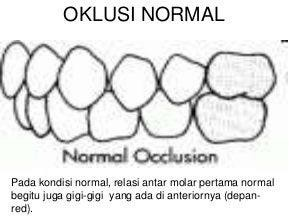 OKLUSI NORMAL
Normal Occlusion
Pada kondisi normal, relasi antar molar pertama normal
begitu juga gigi-gigi yang ada di anteriornya (depan-
red).